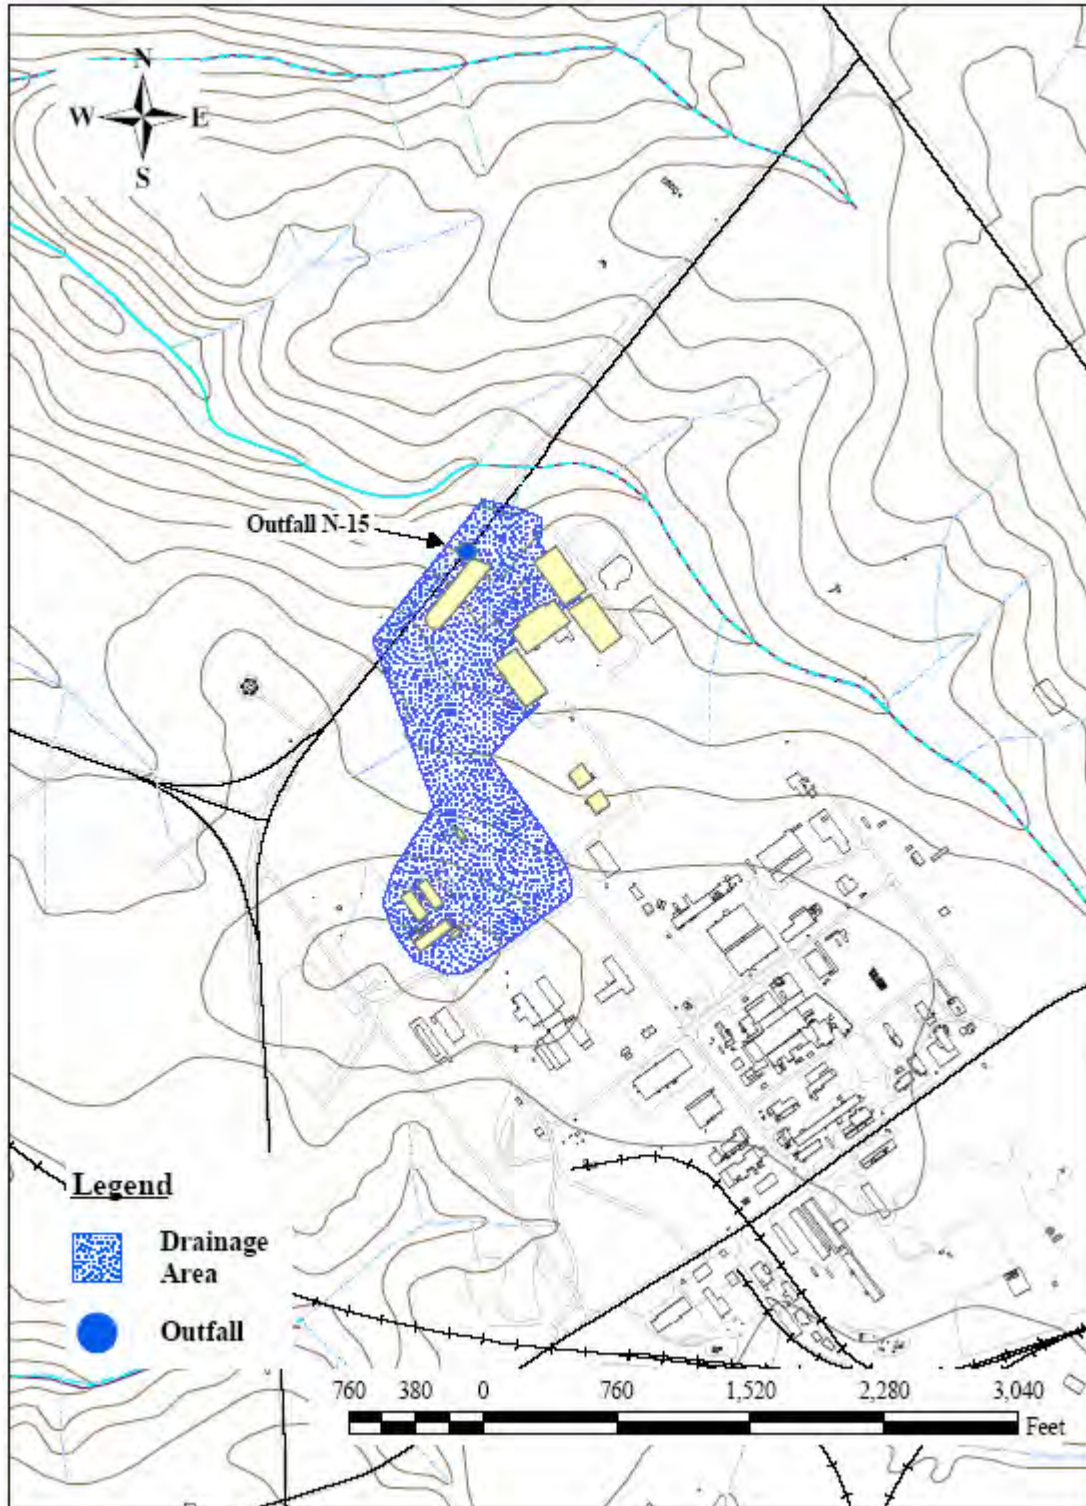 N
W E
S
Outfall N-15
Legend
Drainage
Area
Outfall
760 380 0 760 1,520 2,280 3,040
Feet